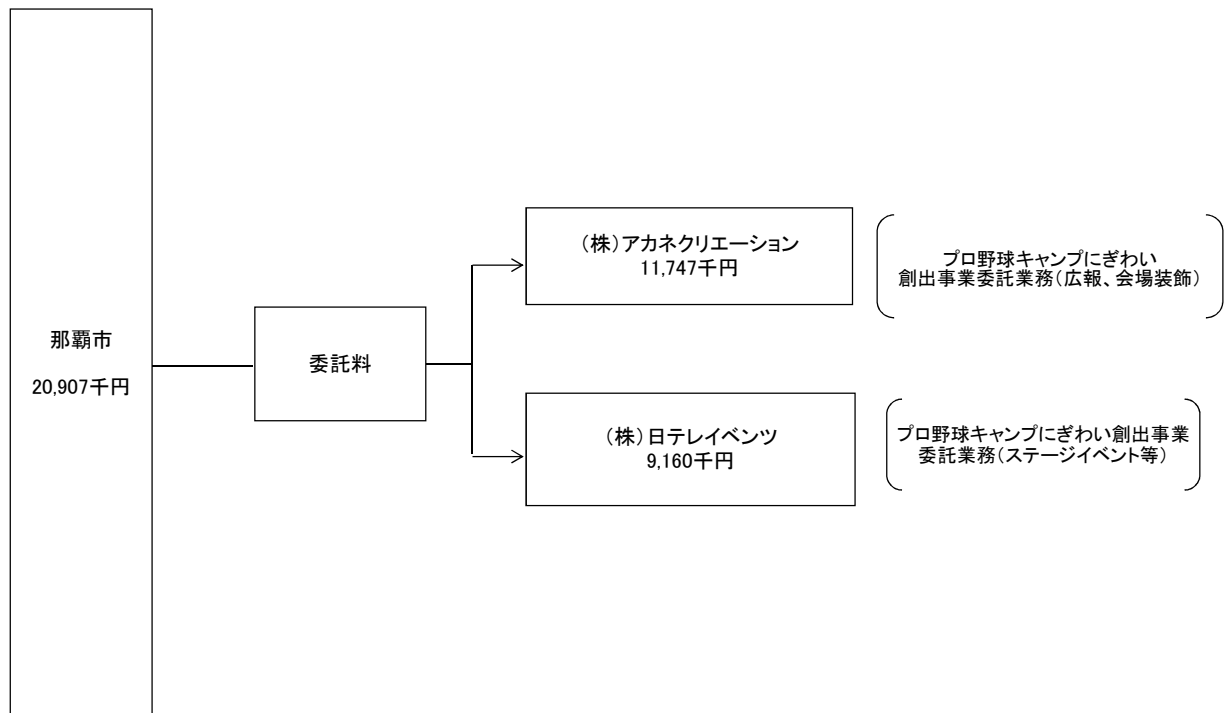 那覇市
20,907千円
委託料
（株）アカネクリエーション
11,747千円
プロ野球キャンプにぎわい
創出事業委託業務（広報、会場装飾）
（株）日テレイベンツ
9,160千円
プロ野球キャンプにぎわい創出事業
委託業務（ステージイベント等）